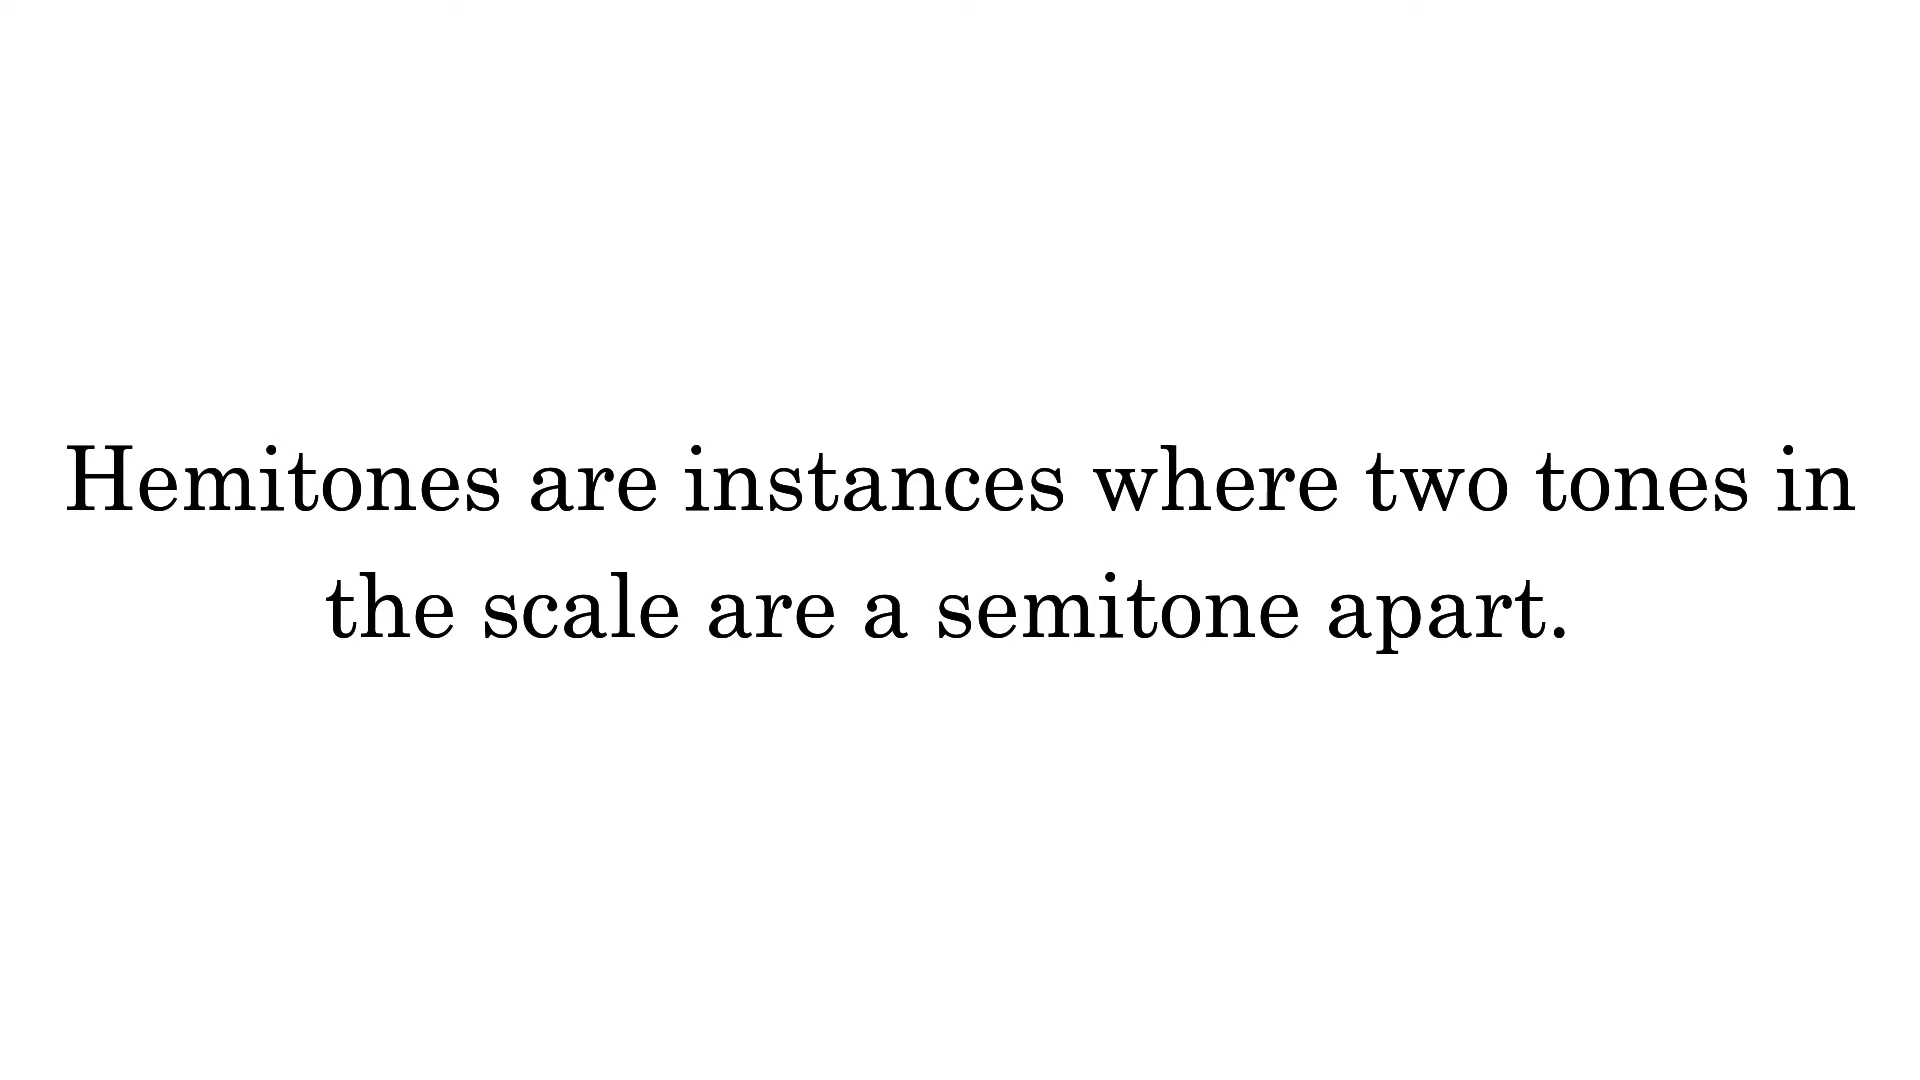 Hemitones are instances where two tones in
the scale are a semitone apart.